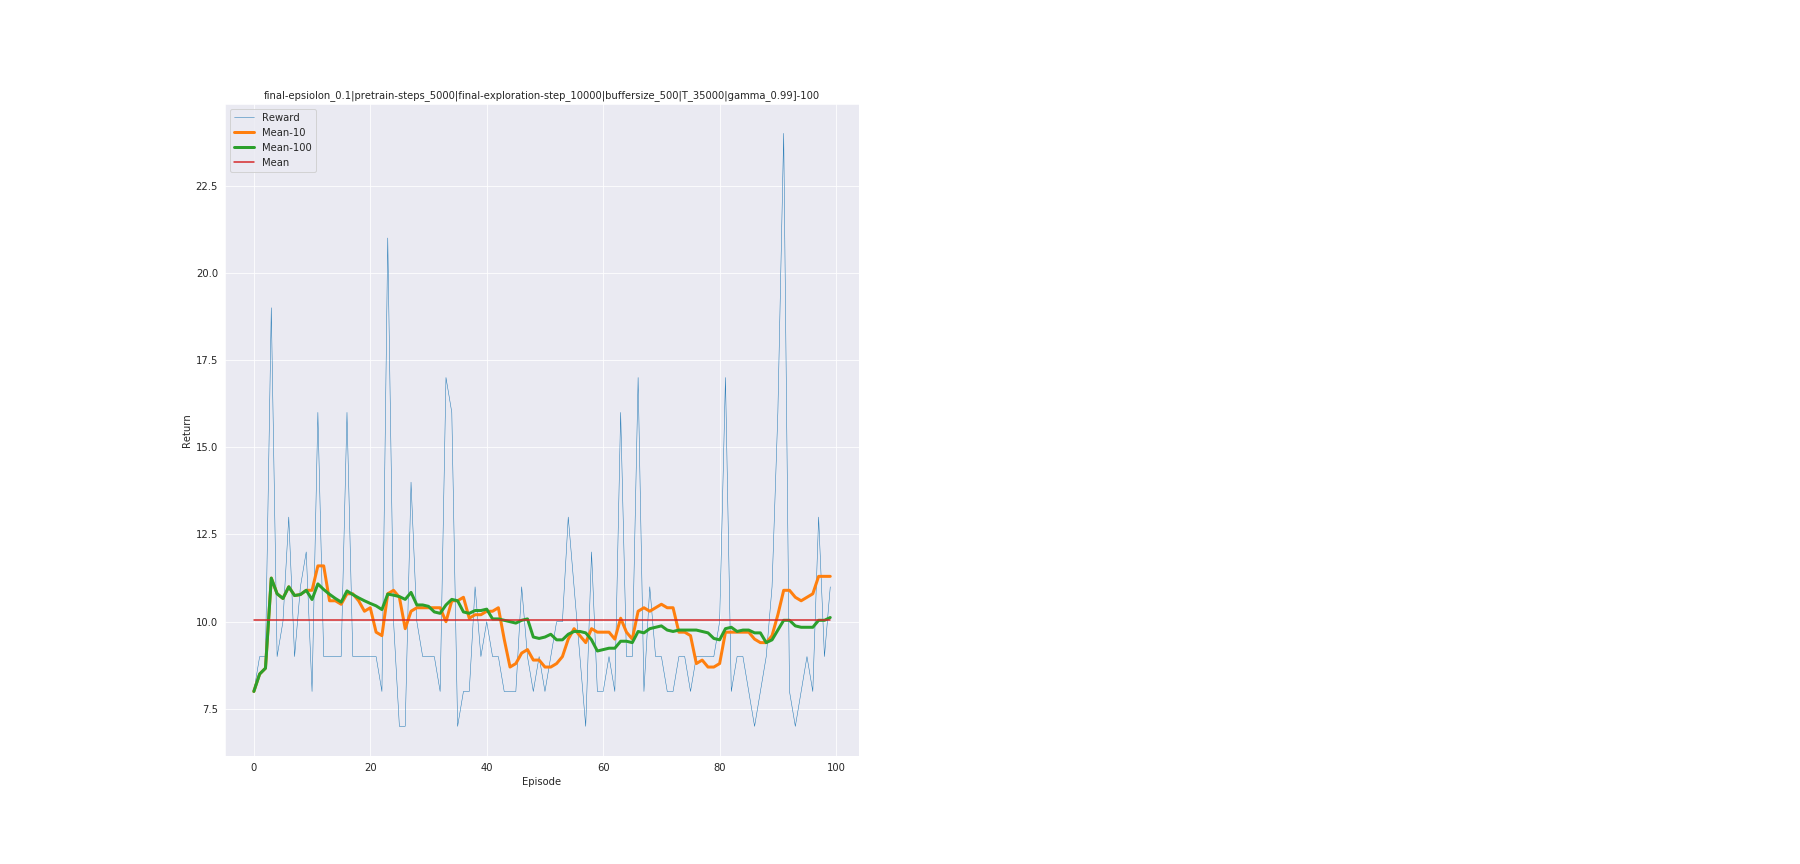 final-epsiolon_0.1|pretrain-steps_5000|final-exploration-step_10000|buffersize_500|T_35000|gamma_0.99]-100
Reward
Mean-10
Mean-100
Mean
22.5
20.0
17.5
15.0
12.5
10.0
7.5
Return
0 20 40 60 80 100
Episode